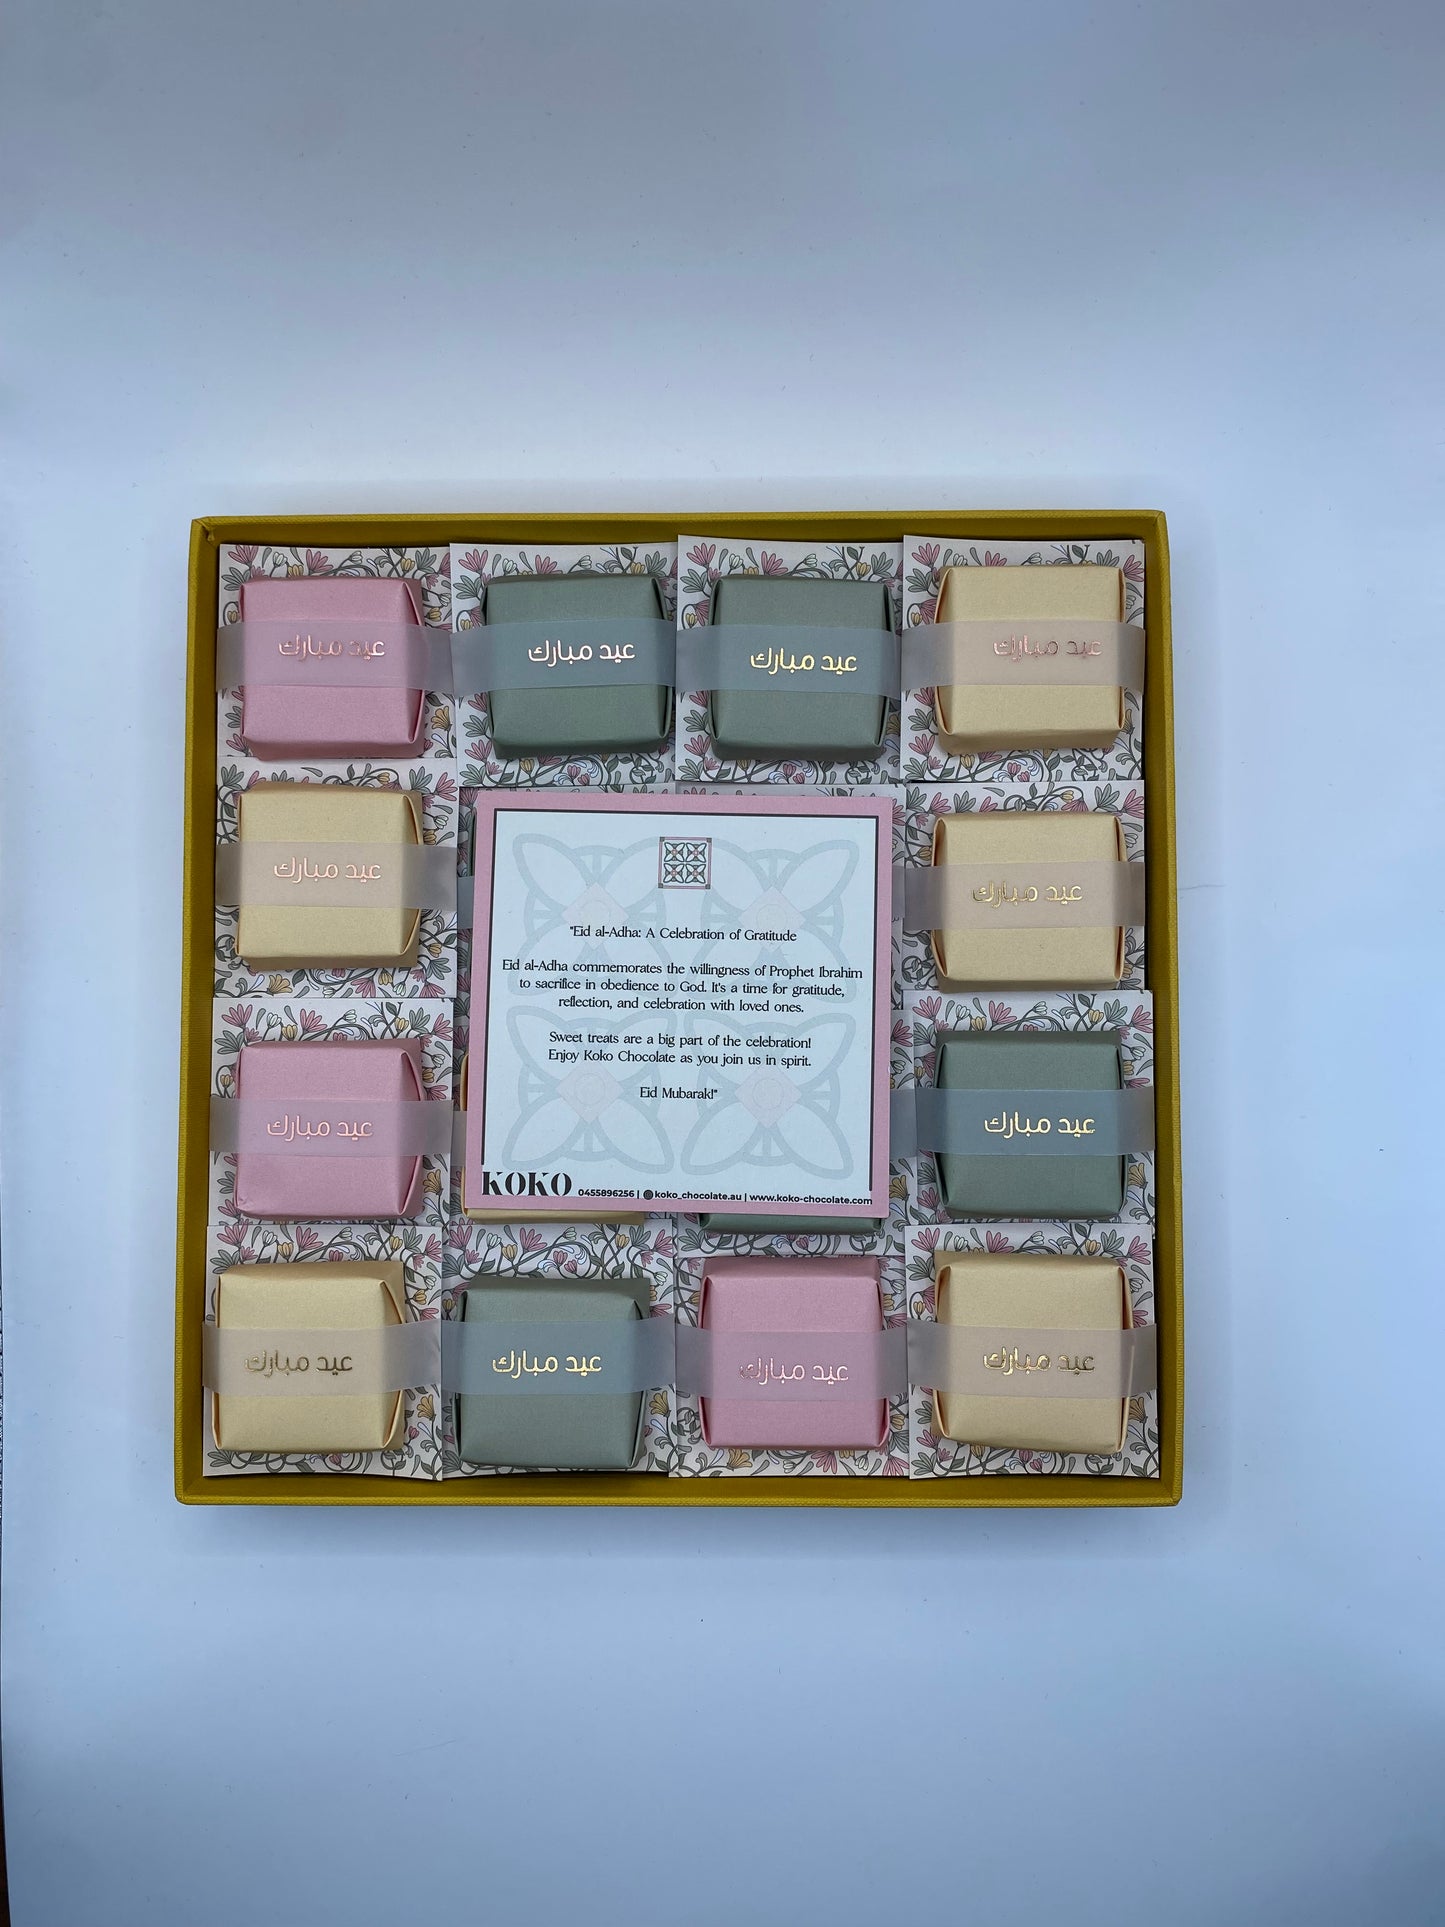 عيد مبارك
عيد مبارك
عيد مبارك
عيد مبارك
عيد مبارك
عيد مبارك
"Eid al-Adha: A Celebration of Gratitude
Eid al-Adha commemorates the willingness of Prophet Ibrahim
to sacrifice in obedience to God. It's a time for gratitude,
reflection, and celebration with loved ones.
Sweet treats are a big part of the celebration!
Enjoy Koko Chocolate as you join us in spirit.
Eid Mubarak!"
KOKO 0455896256 | koko_chocolate.au | www.koko-chocolate.com
عيد مبارك
عيد مبارك
عيد مبارك
عيد مبارك
عيد مبارك
عيد مبارك